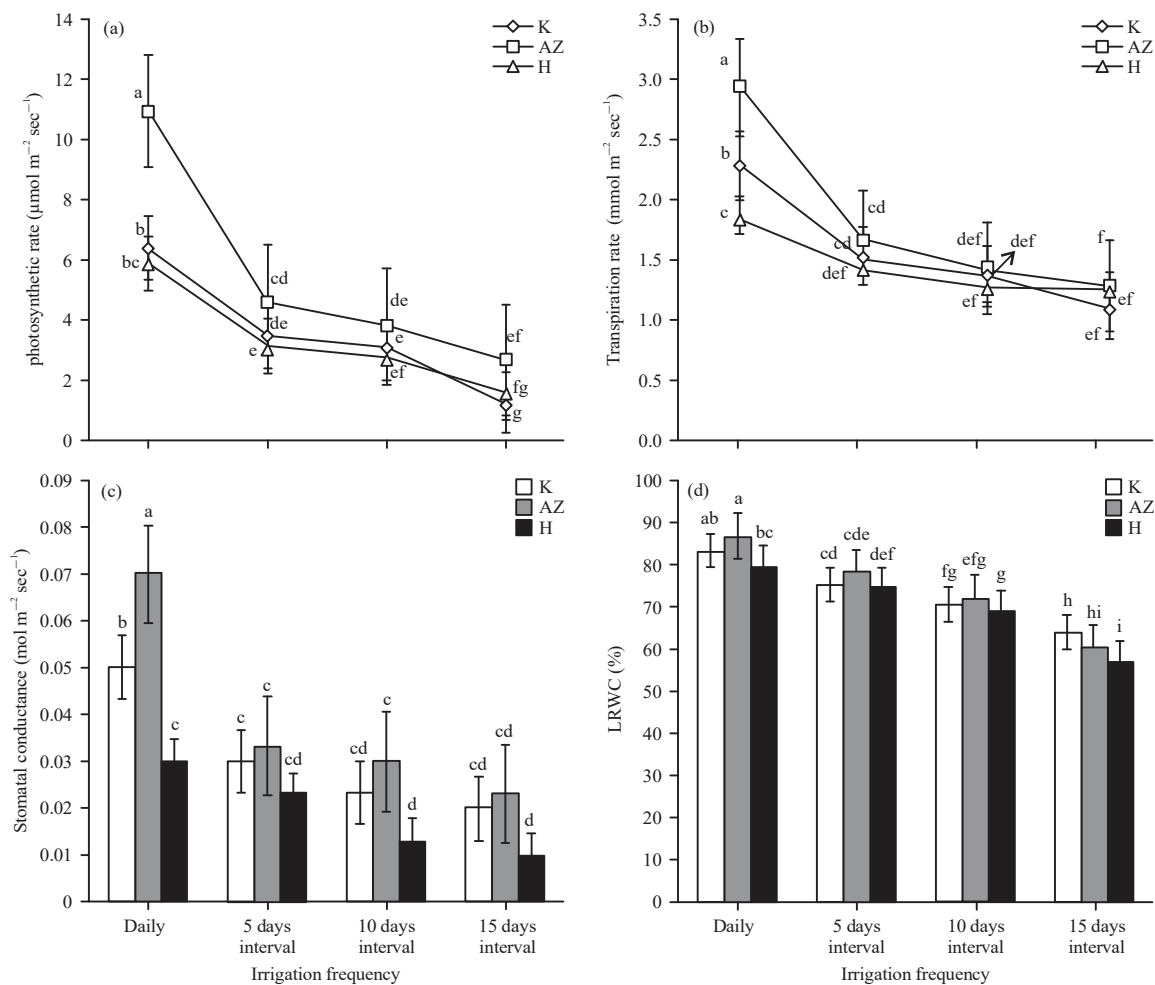 (a)
K
AZ
H
14
12
10
8
6
4
2
0
photosynthetic rate (µmol m−2 sec−1)
a
b
bc
cd
de
e
de
e
ef
ef
fg
g
(b)
K
AZ
H
3.5
3.0
2.5
2.0
1.5
1.0
0.5
0.0
Transpiration rate (mmol m−2 sec−1)
a
b
c
cd
cd
def
def
def
ef
f
ef
ef
(c)
K
AZ
H
0.09
0.08
0.07
0.06
0.05
0.04
0.03
0.02
0.01
0
Stomatal conductance (mol m−2 sec−1)
b
a
c
c
c
cd
cd
c
d
cd
cd
d
Daily
5 days
interval
10 days
interval
15 days
interval
Irrigation frequency
(d)
K
AZ
H
100
90
80
70
60
50
40
30
20
10
0
LRWC (%)
ab
a
bc
cd
cde
def
fg
efg
g
h
hi
i
Daily
5 days
interval
10 days
interval
15 days
interval
Irrigation frequency